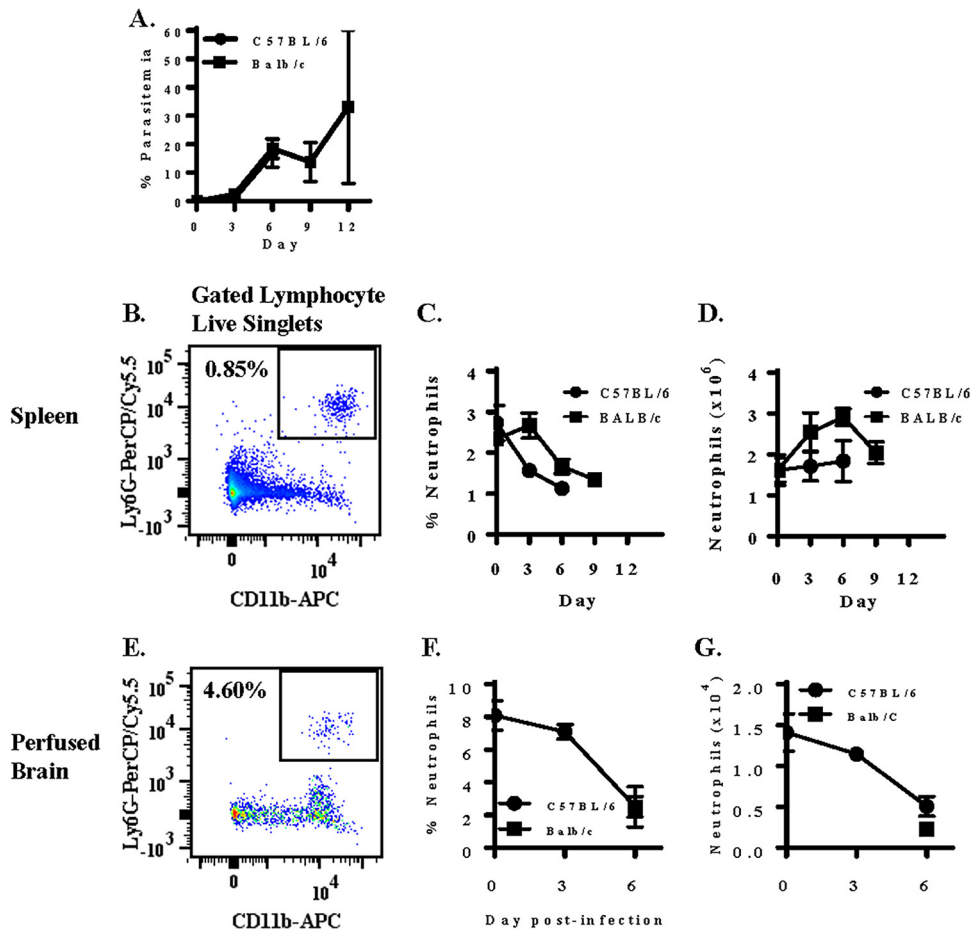 A.
60
50
40
30
20
10
0
% Parasitemia
C57BL/6
Balb/c
0 3 6 9 12
Day
Gated Lymphocyte
Live Singlets
B.
Spleen
0.85%
10^5
10^4
10^3
-10^3
Ly6G-PerCP/Cy5.5
0 10^4
CD11b-APC
C.
4
3
2
1
0
% Neutrophils
C57BL/6
BALB/c
0 3 6 9 12
Day
D.
4
3
2
1
0
Neutrophils (x10^6)
C57BL/6
BALB/c
0 3 6 9 12
Day
E.
Perfused
Brain
4.60%
10^5
10^4
10^3
-10^3
Ly6G-PerCP/Cy5.5
0 10^4
CD11b-APC
F.
10
8
6
4
2
0
% Neutrophils
C57BL/6
Balb/c
0 3 6
Day post-infection
G.
2.0
1.5
1.0
0.5
0.0
Neutrophils (x10^4)
C57BL/6
Balb/C
0 3 6